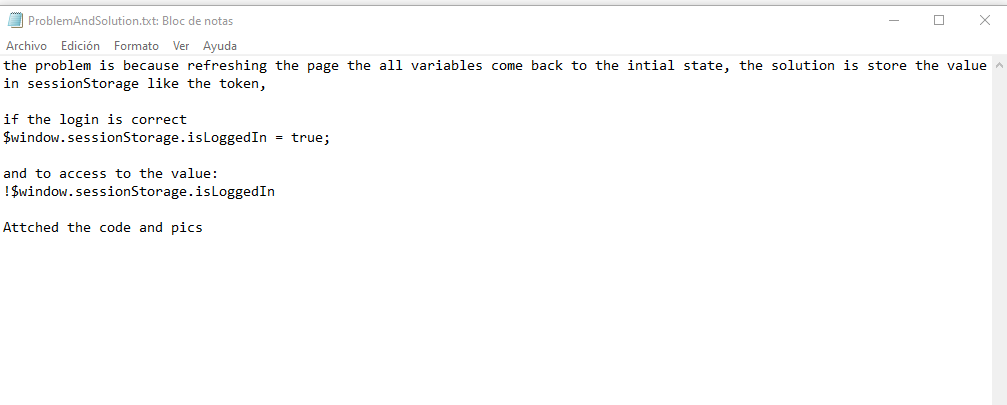 ProblemAndSolution.txt: Bloc de notas
Archivo Edición Formato Ver Ayuda
the problem is because refreshing the page the all variables come back to the intial state, the solution is store the value
in sessionStorage like the token,
if the login is correct
$window.sessionStorage.isLoggedIn = true;
and to access to the value:
!$window.sessionStorage.isLoggedIn
Attched the code and pics